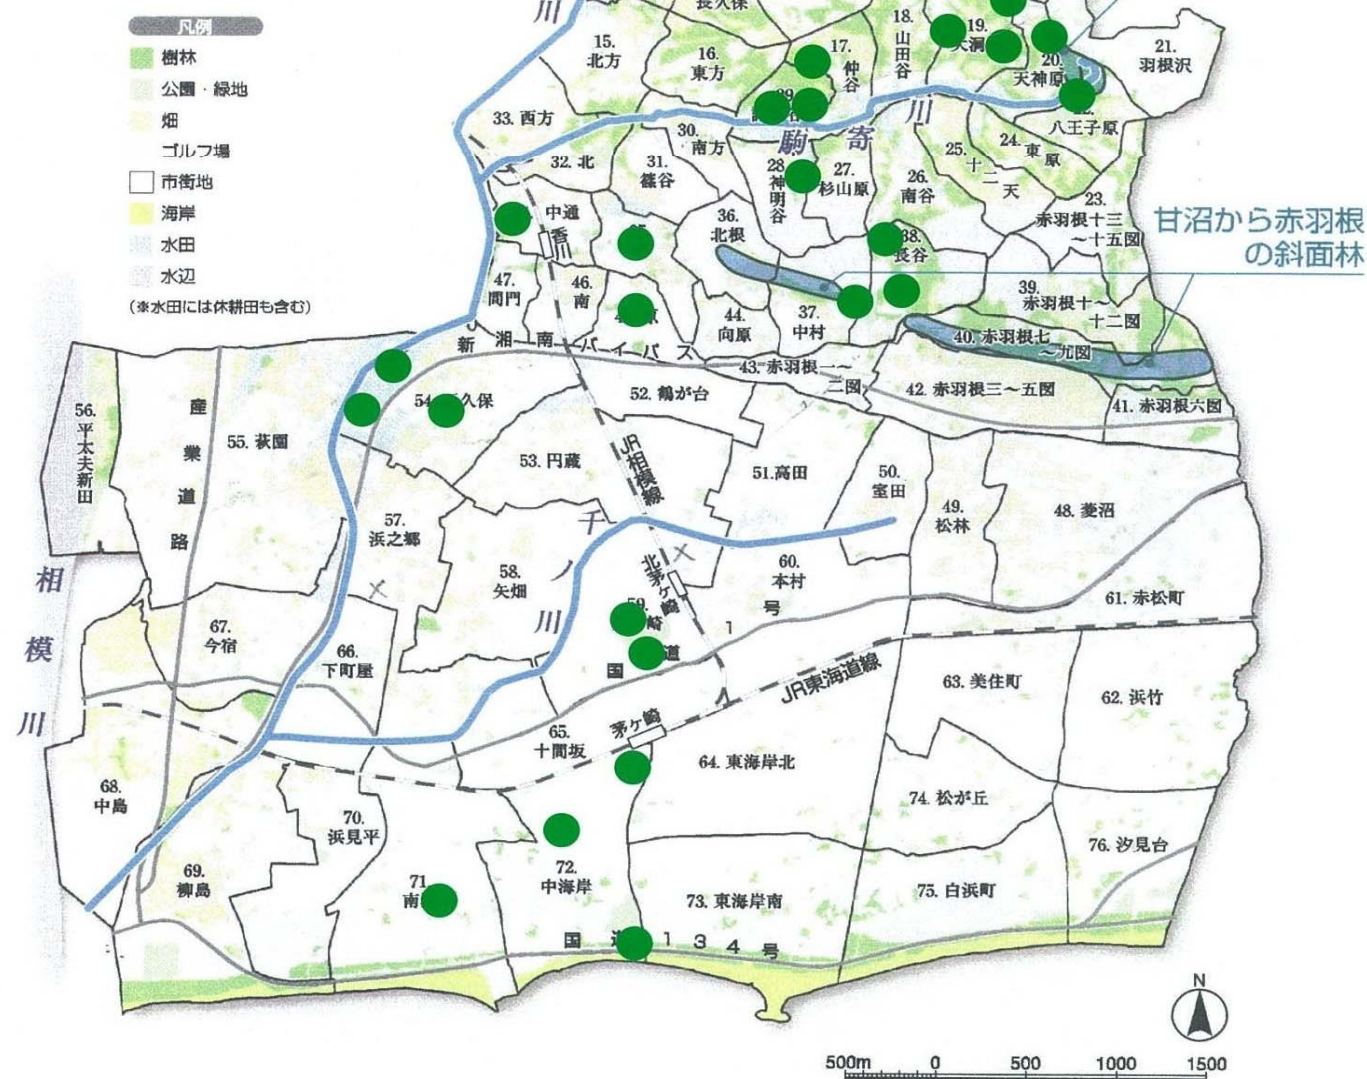 凡例
樹林
公園・緑地
畑
ゴルフ場
市街地
海岸
水田
水辺
(※水田には休耕田も含む)
川
長久保
15.
北方
16.
東方
17.
仲谷
18.
山田谷
19.
20.
天神原
21.
羽根沢
八王子原
33. 西方
32. 北
31.
篠谷
30.
南方
駒寄川
28
神明谷
27.
杉山原
26.
南谷
25. 十二天
24. 東原
23.
赤羽根十三
〜十五図
甘沼から赤羽根
の斜面林
中通
香川
36.
北根
38.
長谷
47.
間門
46.
南
44.
向原
37.
中村
39.
赤羽根十〜
十二図
40. 赤羽根七
〜九図
新湘南バイパス
43. 赤羽根一〜
二図
42. 赤羽根三〜五図
41. 赤羽根六図
52. 鶴が台
久保
56.
平太夫新田
産業道路
55. 萩園
53. 円蔵
JR相模線
51. 高田
50.
室田
49.
松林
48. 菱沼
57.
浜之郷
58.
矢畑
千ノ川
北茅ケ崎
60.
本村
61. 赤松町
相模川
67.
今宿
66.
下町屋
国道1号
JR東海道線
63. 美住町
62. 浜竹
65.
十間坂
茅ケ崎
64. 東海岸北
68.
中島
70.
浜見平
74. 松が丘
76. 汐見台
69.
柳島
71
南
72.
中海岸
73. 東海岸南
75. 白浜町
国道134号
N
500m 0 500 1000 1500